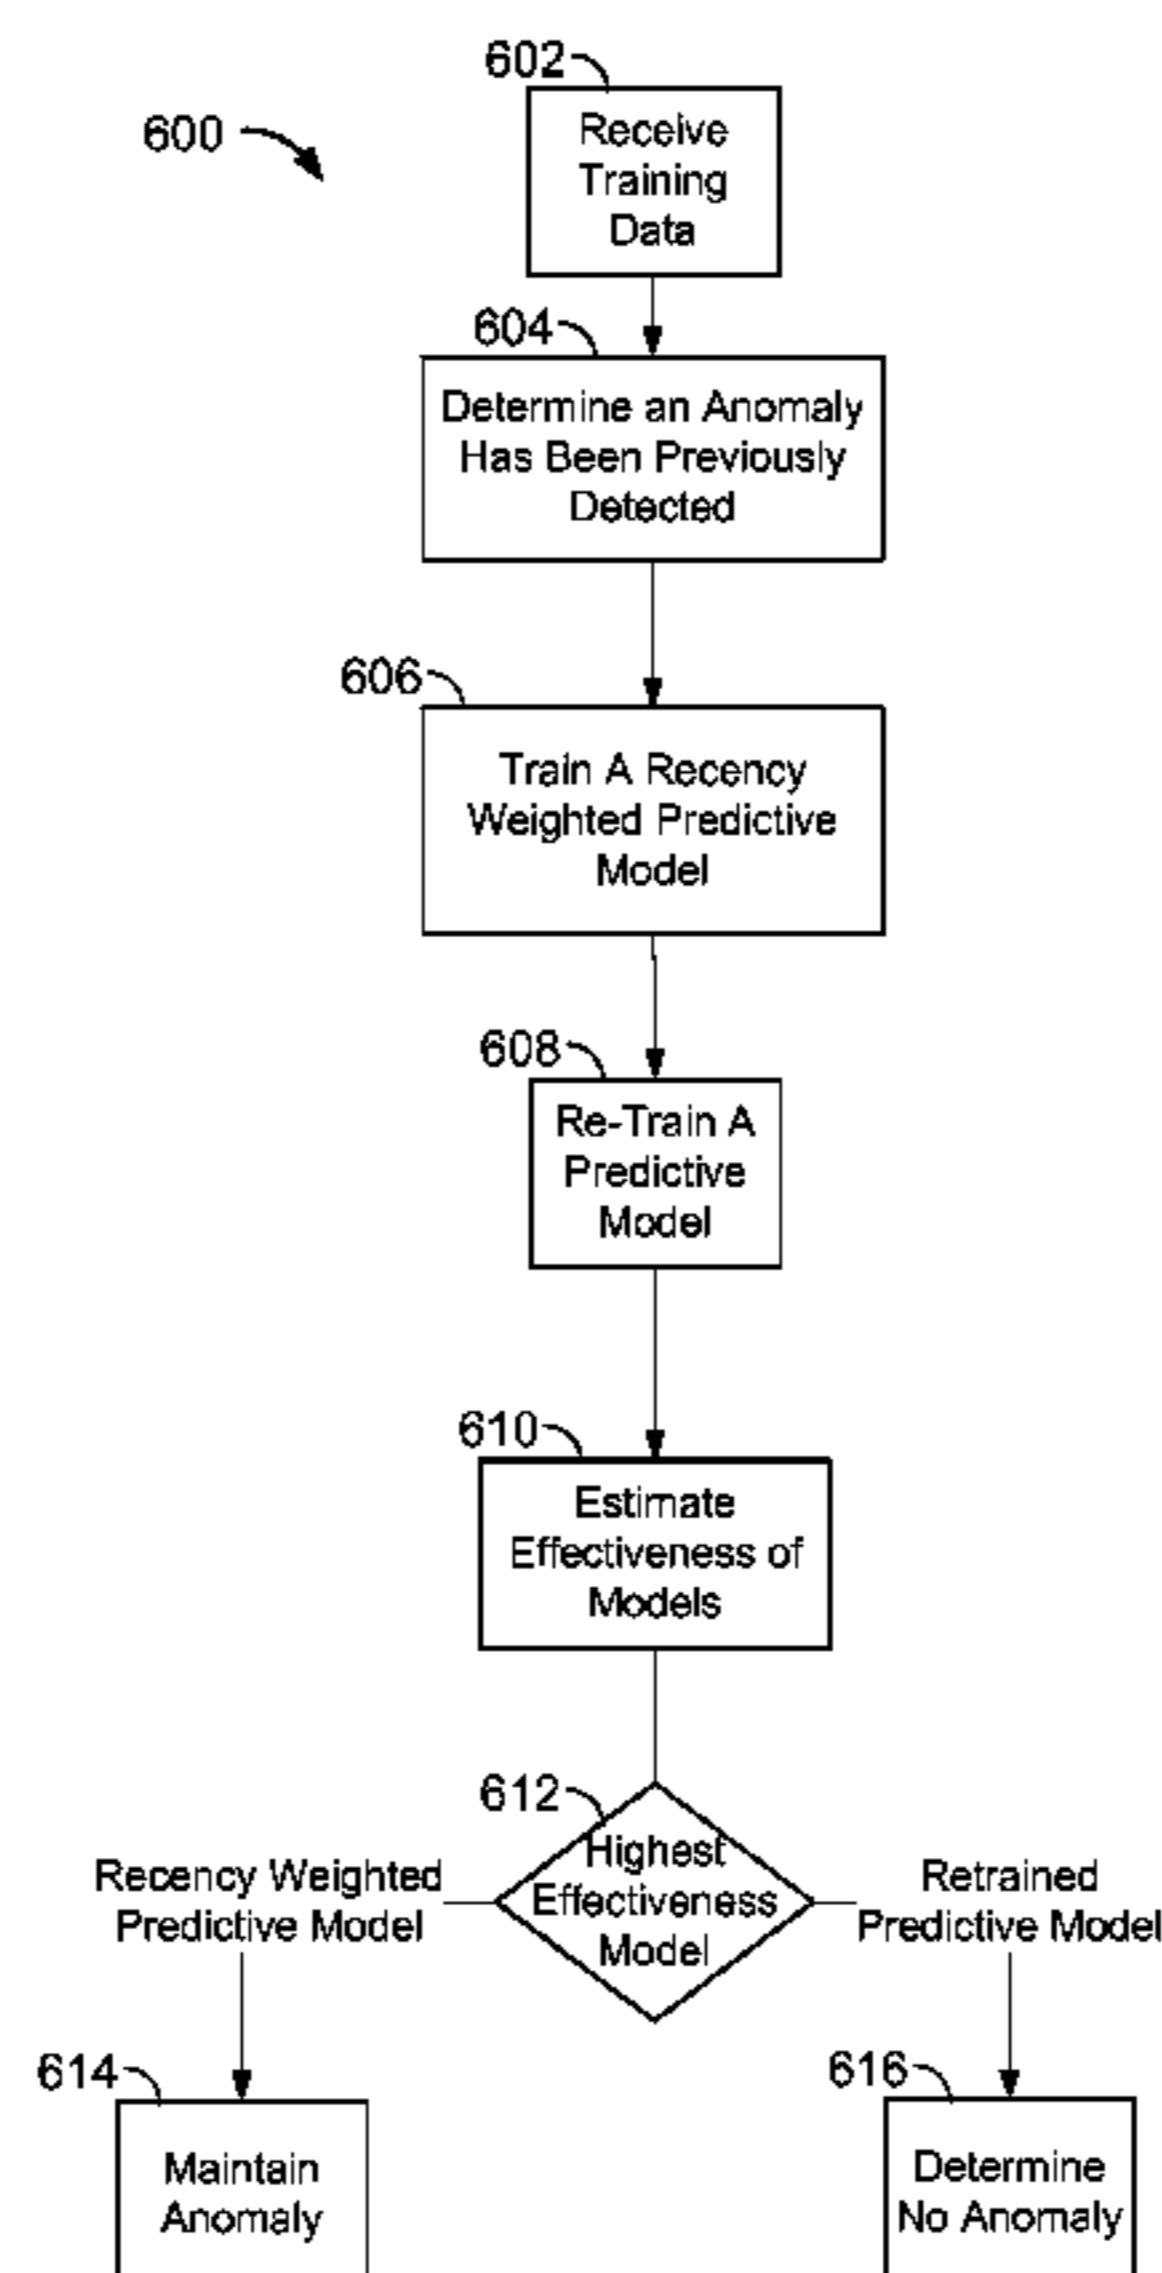 602
600
Receive
Training
Data
604
Determine an Anomaly
Has Been Previously
Detected
606
Train A Recency
Weighted Predictive
Model
608
Re-Train A
Predictive
Model
610
Estimate
Effectiveness of
Models
612
Highest
Effectiveness
Model
Recency Weighted
Predictive Model
Retrained
Predictive Model
614
Maintain
Anomaly
616
Determine
No Anomaly